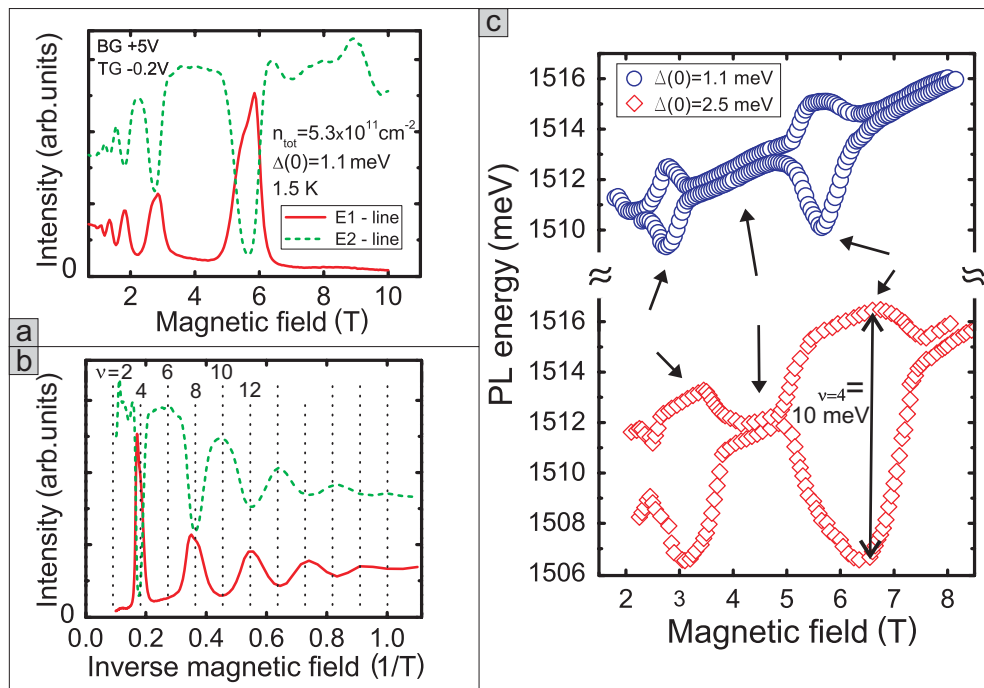 a
BG +5V
TG -0.2V
n_tot=5.3x10^11cm^-2
Δ(0)=1.1 meV
1.5 K
E1 - line
E2 - line
Intensity (arb.units)
0
2 4 6 8 10
Magnetic field (T)
b
ν=2 4 6 8 10 12
Intensity (arb.units)
0
0.0 0.2 0.4 0.6 0.8 1.0
Inverse magnetic field (1/T)
c
Δ(0)=1.1 meV
Δ(0)=2.5 meV
PL energy (meV)
1516
1514
1512
1510
≈ ≈
1516
1514
1512
1510
1508
1506
ν=4=
10 meV
2 3 4 5 6 7 8
Magnetic field (T)